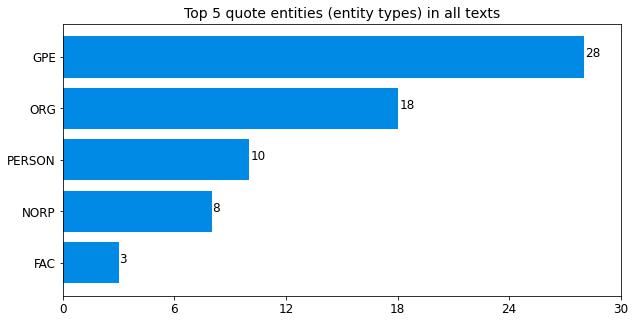 Top 5 quote entities (entity types) in all texts
GPE 28
ORG 18
PERSON 10
NORP 8
FAC 3
0 6 12 18 24 30